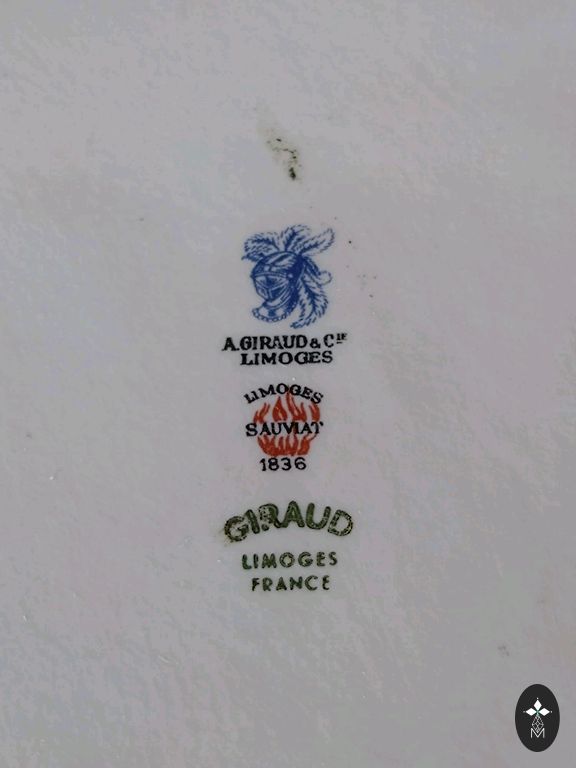 A.GIRAUD & Cᴵᴱ
LIMOGES
LIMOGES
SAUVIAT
1836
GIRAUD
LIMOGES
FRANCE
M